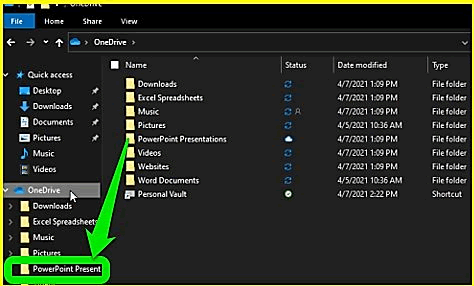 OneDrive
File Home Share View
OneDrive
Name Status Date modified Type
Quick access
Desktop
Downloads
Documents
Pictures
Music
Videos
OneDrive
Downloads
Excel Spreadsheets
Music
Pictures
PowerPoint Present
Downloads 4/7/2021 1:09 PM File folder
Excel Spreadsheets 4/7/2021 1:09 PM File folder
Music 4/7/2021 1:09 PM File folder
Pictures 4/5/2021 10:36 AM File folder
PowerPoint Presentations 4/7/2021 1:09 PM File folder
Videos 4/7/2021 1:09 PM File folder
Websites 4/7/2021 1:09 PM File folder
Word Documents 4/5/2021 10:36 AM File folder
Personal Vault 4/7/2021 2:22 PM Shortcut